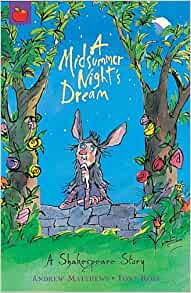 A
Midsummer
Night's
Dream
A Shakespeare Story
ANDREW MATTHEWS • TONY ROSS